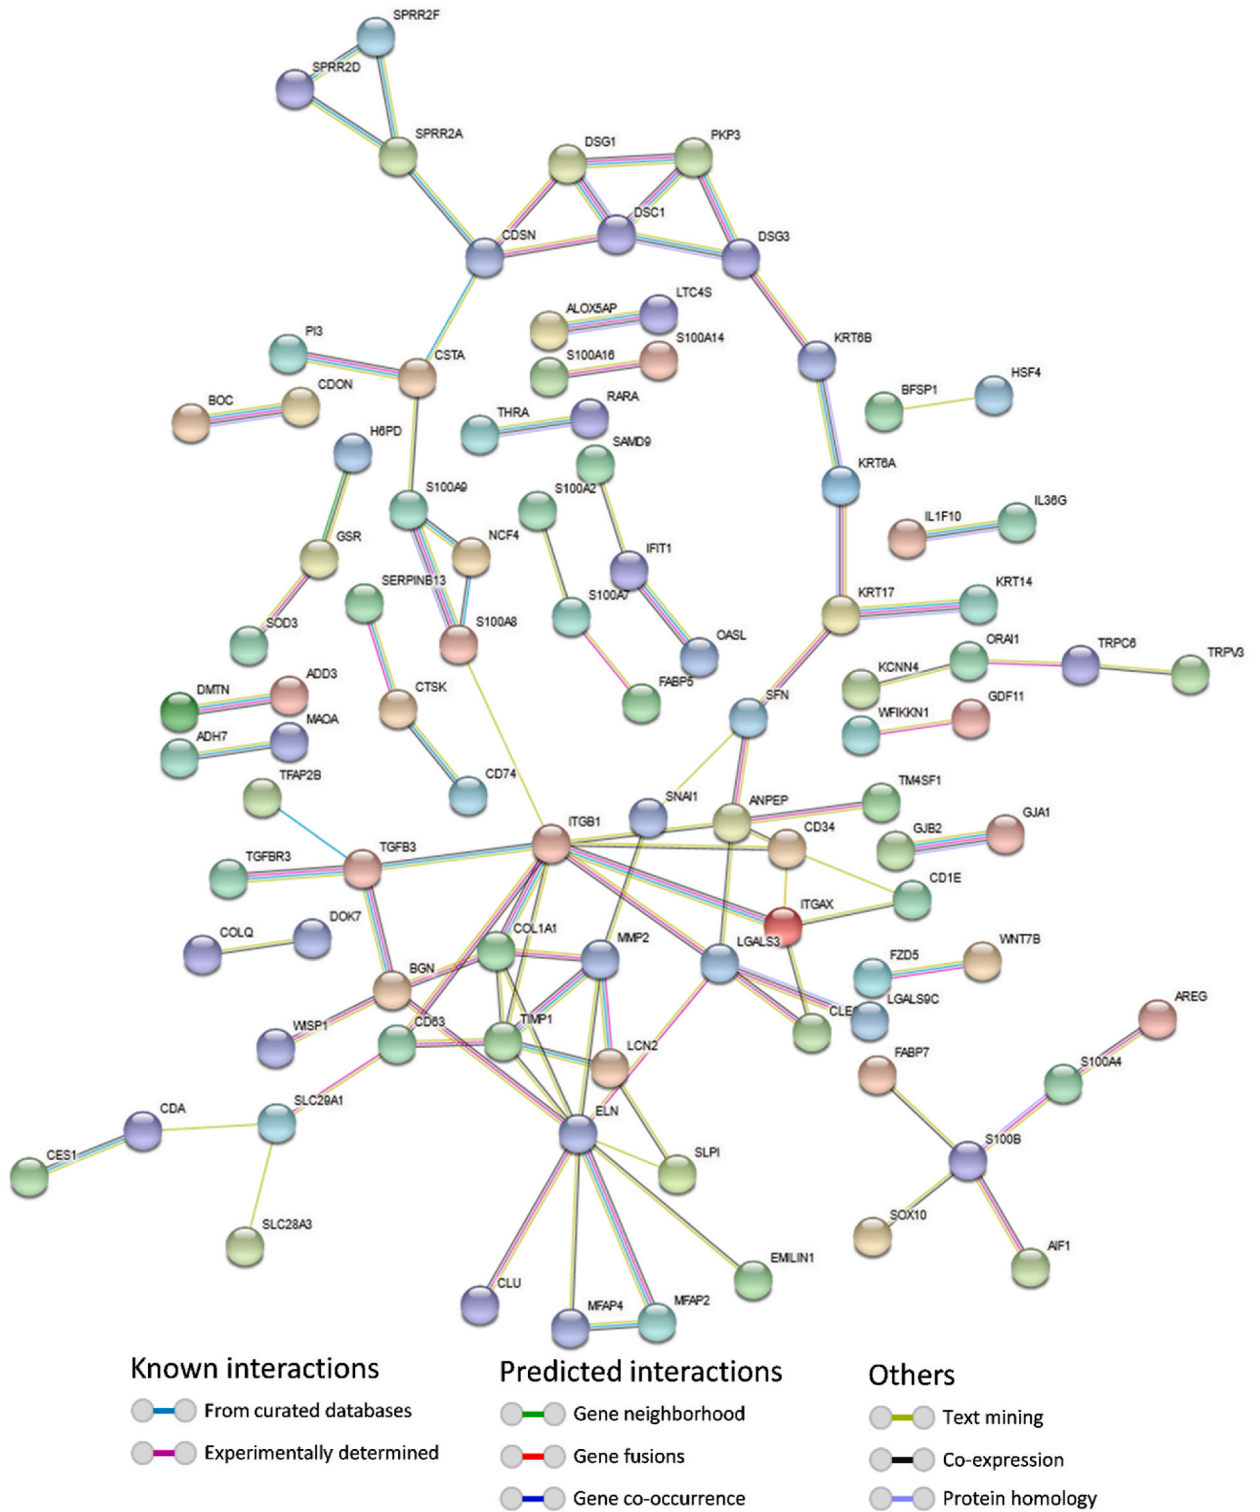 SPRR2F
SPRR2D
SPRR2A
DSG1
PKP3
DSC1
CDSN
DSG3
LTC4S
ALOX5AP
PI3
S100A14
KRT6B
CSTA
S100A16
HSF4
BFSP1
CDON
BOC
RARA
THRA
H6PD
SAMD9
KRT6A
S100A9
S100A2
IL36G
IL1F10
NCF4
GSR
IFIT1
SERPINB13
KRT14
S100A7
KRT17
SOD3
S100A8
OASL
ORAI1
TRPC6
TRPV3
KCNN4
ADD3
FABP5
DMTN
CTSK
SFN
GDF11
WFIKKN1
MAOA
ADH7
CD74
TFAP2B
SNAI1
ANPEP
TM4SF1
ITGB1
CD34
GJA1
GJB2
TGFB3
TGFBR3
CD1E
ITGAX
DOK7
COL1A1
COLQ
MMP2
LGALS3
WNT7B
FZD5
BGN
LGALS9C
CLE
AREG
WISP1
CD63
TIMP1
LCN2
FABP7
S100A4
SLC29A1
CDA
ELN
S100B
SLPI
CES1
SOX10
SLC28A3
EMILIN1
AIF1
CLU
MFAP4
MFAP2
Known interactions
From curated databases
Experimentally determined
Predicted interactions
Gene neighborhood
Gene fusions
Gene co-occurrence
Others
Text mining
Co-expression
Protein homology